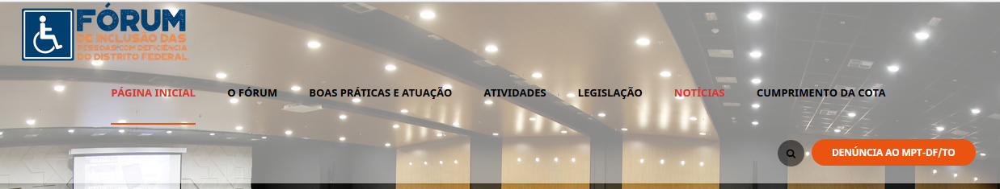 FÓRUM
DE INCLUSÃO DAS
PESSOAS COM DEFICIÊNCIA
DO DISTRITO FEDERAL
PÁGINA INICIAL O FÓRUM BOAS PRÁTICAS E ATUAÇÃO ATIVIDADES LEGISLAÇÃO NOTÍCIAS CUMPRIMENTO DA COTA
DENÚNCIA AO MPT-DF/TO